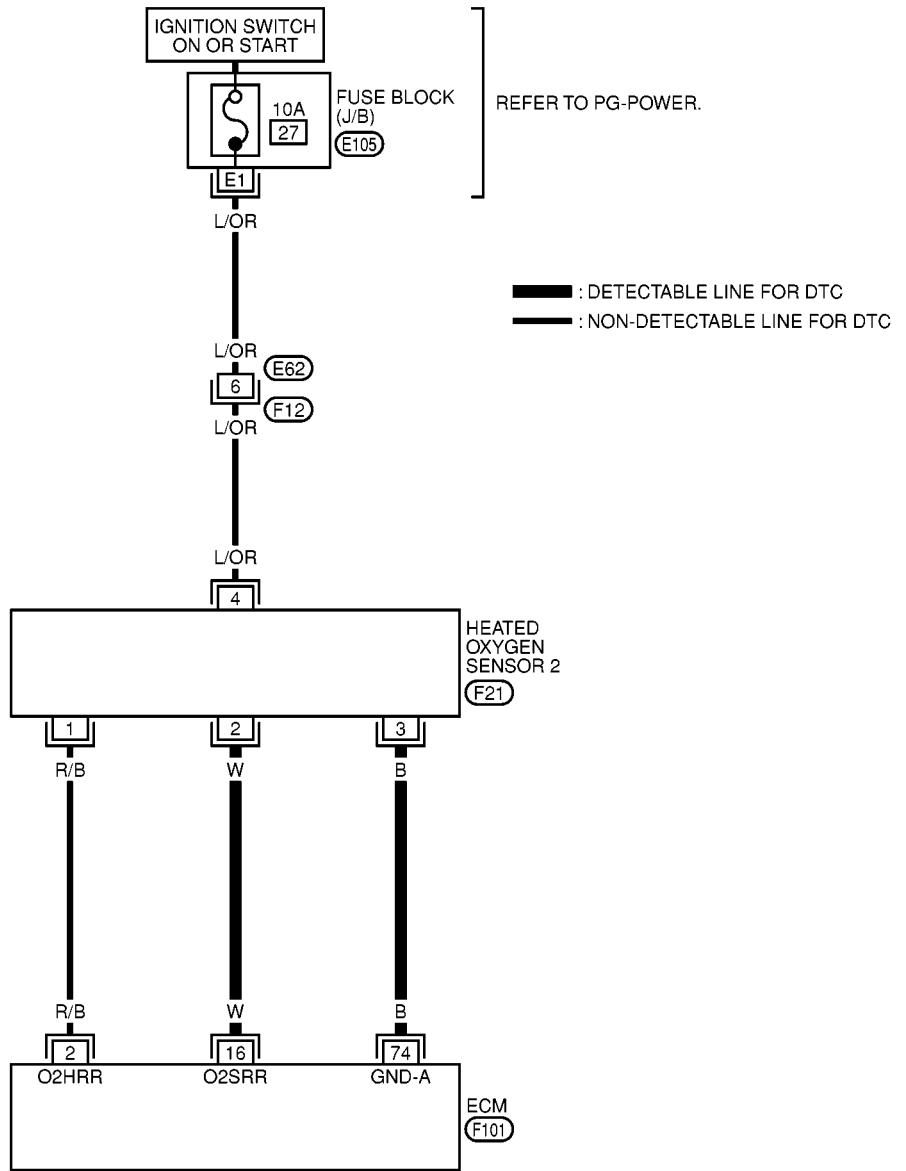 IGNITION SWITCH
ON OR START
10A
27
FUSE BLOCK
(J/B)
E105
REFER TO PG-POWER.
E1
L/OR
: DETECTABLE LINE FOR DTC
: NON-DETECTABLE LINE FOR DTC
L/OR
E62
6
F12
L/OR
L/OR
4
HEATED
OXYGEN
SENSOR 2
F21
1 2 3
R/B W B
R/B W B
2 16 74
O2HRR O2SRR GND-A
ECM
F101